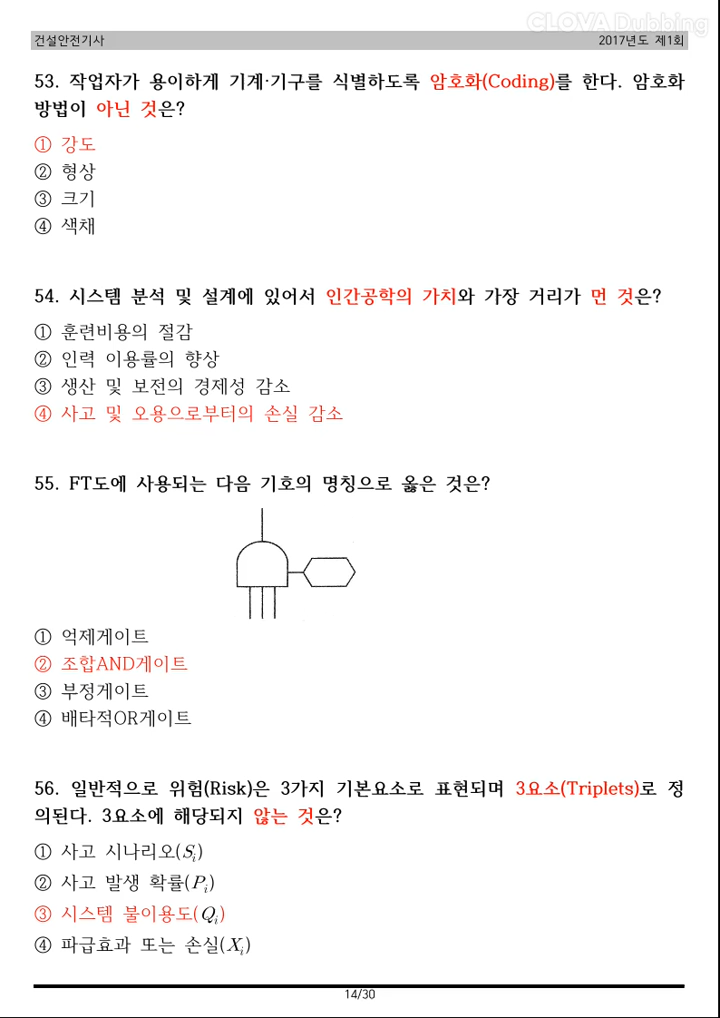 CLOVA Dubbing
건설안전기사 2017년도 제1회
53. 작업자가 용이하게 기계·기구를 식별하도록 암호화(Coding)를 한다. 암호화
방법이 아닌 것은?
① 강도
② 형상
③ 크기
④ 색채
54. 시스템 분석 및 설계에 있어서 인간공학의 가치와 가장 거리가 먼 것은?
① 훈련비용의 절감
② 인력 이용률의 향상
③ 생산 및 보전의 경제성 감소
④ 사고 및 오용으로부터의 손실 감소
55. FT도에 사용되는 다음 기호의 명칭으로 옳은 것은?
① 억제게이트
② 조합AND게이트
③ 부정게이트
④ 배타적OR게이트
56. 일반적으로 위험(Risk)은 3가지 기본요소로 표현되며 3요소(Triplets)로 정
의된다. 3요소에 해당되지 않는 것은?
① 사고 시나리오(Si)
② 사고 발생 확률(Pi)
③ 시스템 불이용도(Qi)
④ 파급효과 또는 손실(Xi)
14/30